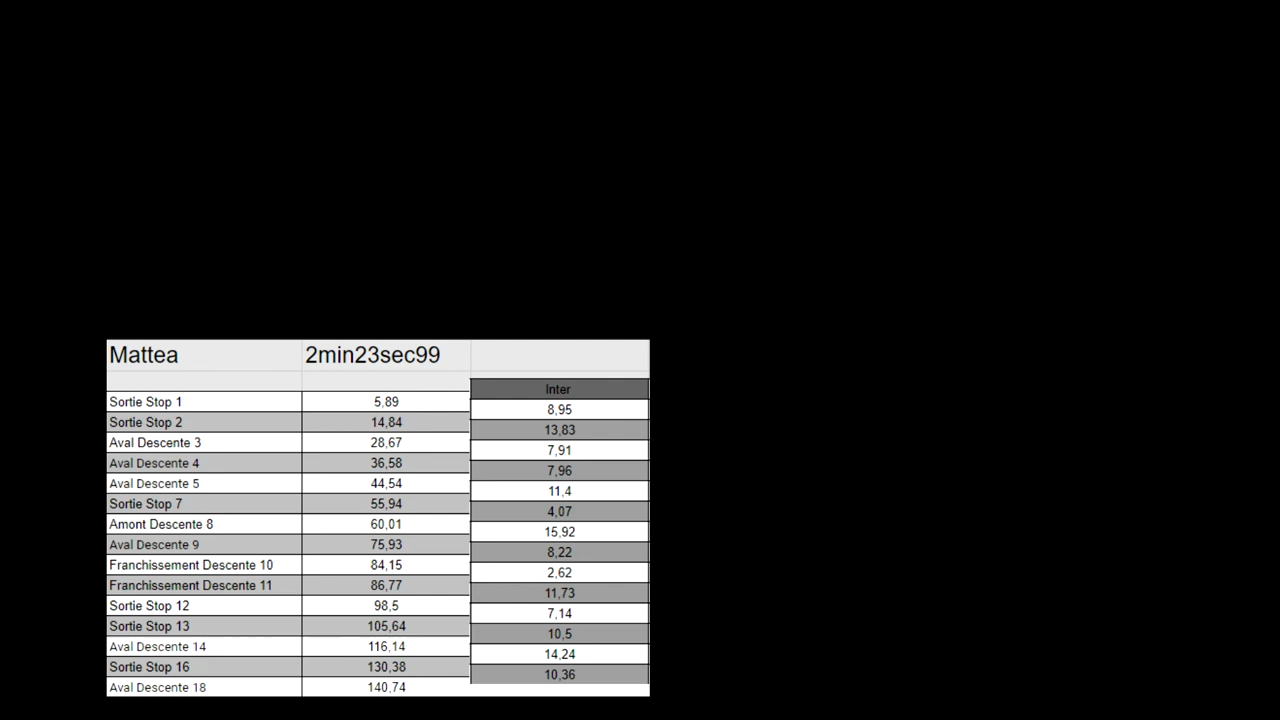 Mattea 2min23sec99
Inter
Sortie Stop 1 5,89
8,95
Sortie Stop 2 14,84
13,83
Aval Descente 3 28,67
7,91
Aval Descente 4 36,58
7,96
Aval Descente 5 44,54
11,4
Sortie Stop 7 55,94
4,07
Amont Descente 8 60,01
15,92
Aval Descente 9 75,93
8,22
Franchissement Descente 10 84,15
2,62
Franchissement Descente 11 86,77
11,73
Sortie Stop 12 98,5
7,14
Sortie Stop 13 105,64
10,5
Aval Descente 14 116,14
14,24
Sortie Stop 16 130,38
10,36
Aval Descente 18 140,74